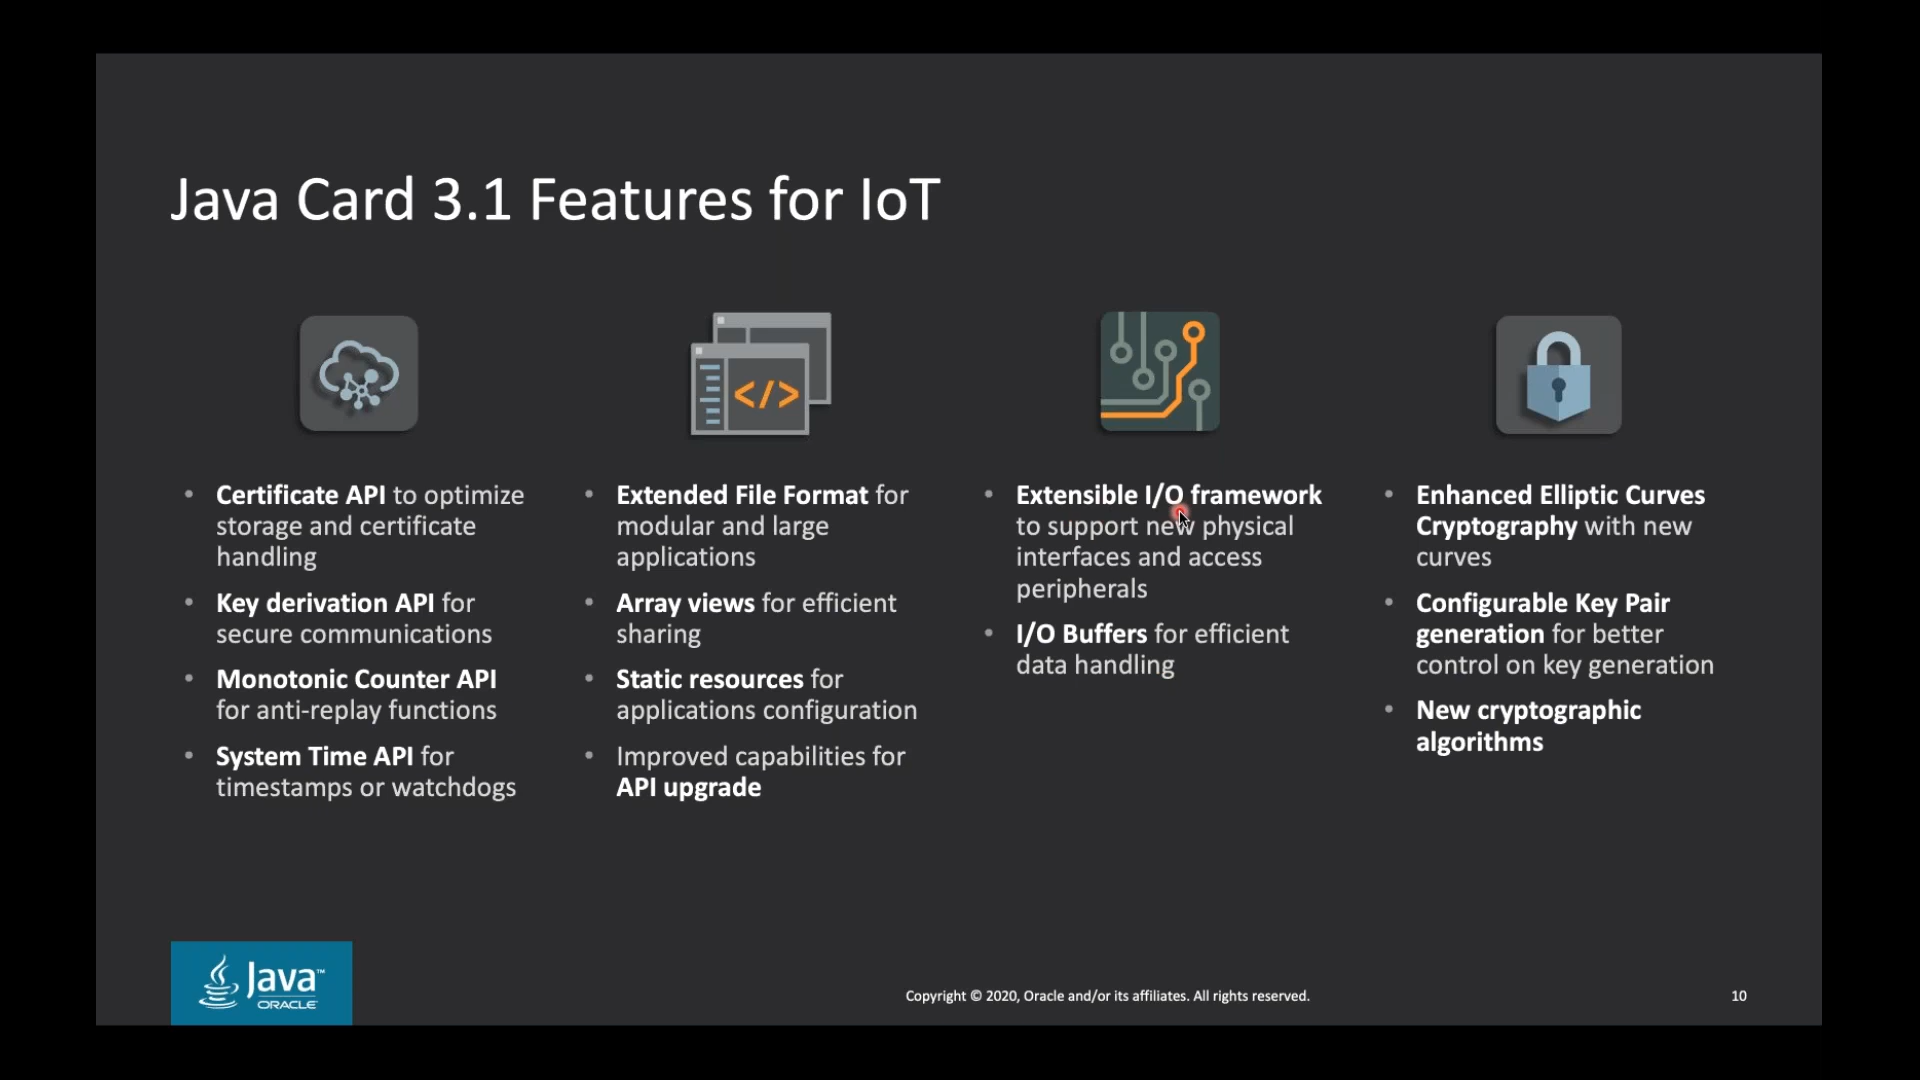 Java Card 3.1 Features for IoT
</>
• Certificate API to optimize
storage and certificate
handling
• Key derivation API for
secure communications
• Monotonic Counter API
for anti-replay functions
• System Time API for
timestamps or watchdogs
• Extended File Format for
modular and large
applications
• Array views for efficient
sharing
• Static resources for
applications configuration
• Improved capabilities for
API upgrade
• Extensible I/O framework
to support new physical
interfaces and access
peripherals
• I/O Buffers for efficient
data handling
• Enhanced Elliptic Curves
Cryptography with new
curves
• Configurable Key Pair
generation for better
control on key generation
• New cryptographic
algorithms
Java™
ORACLE
Copyright © 2020, Oracle and/or its affiliates. All rights reserved.
10